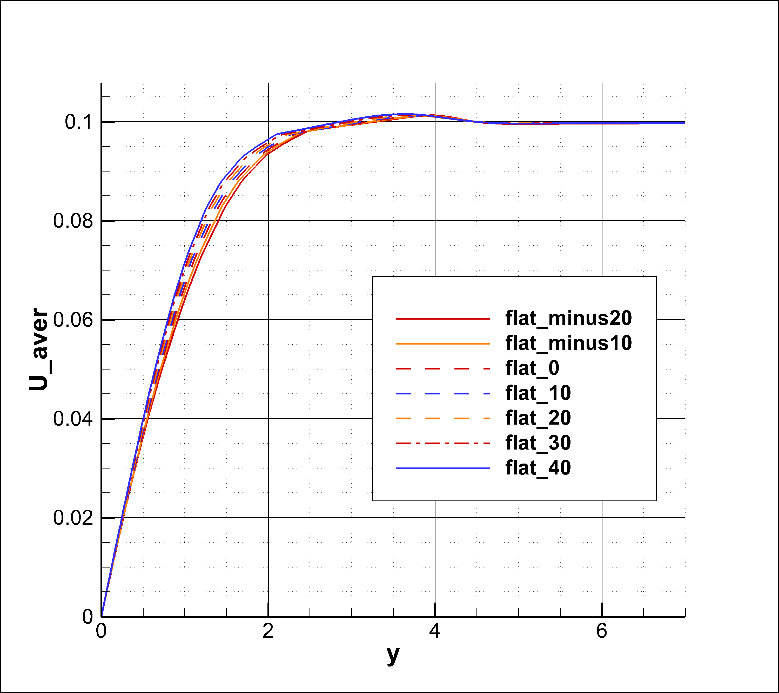 0.1
0.08
0.06
0.04
0.02
0
U_aver
0
2
4
6
y
flat_minus20
flat_minus10
flat_0
flat_10
flat_20
flat_30
flat_40